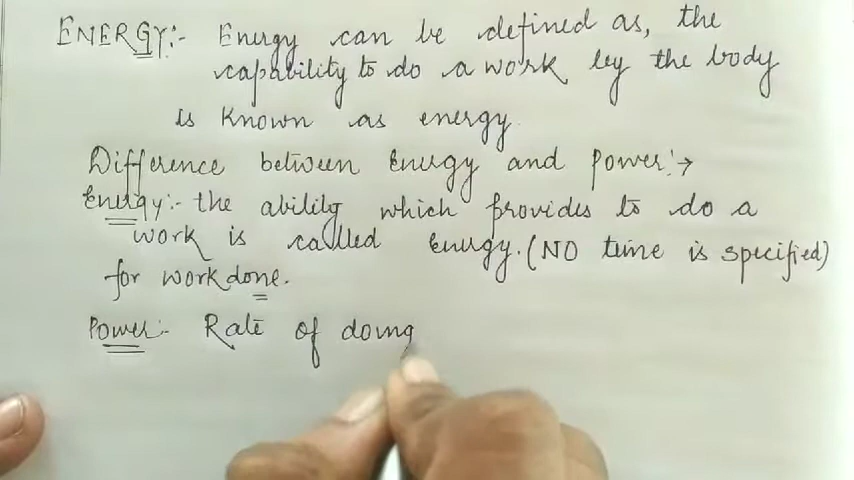 ENERGY:- Energy can be defined as, the
capability to do a work by the body
is known as energy.
Difference between Energy and Power:→
Energy:- the ability which provides to do a
work is called Energy. (NO time is specified)
for work done.
Power:- Rate of doing